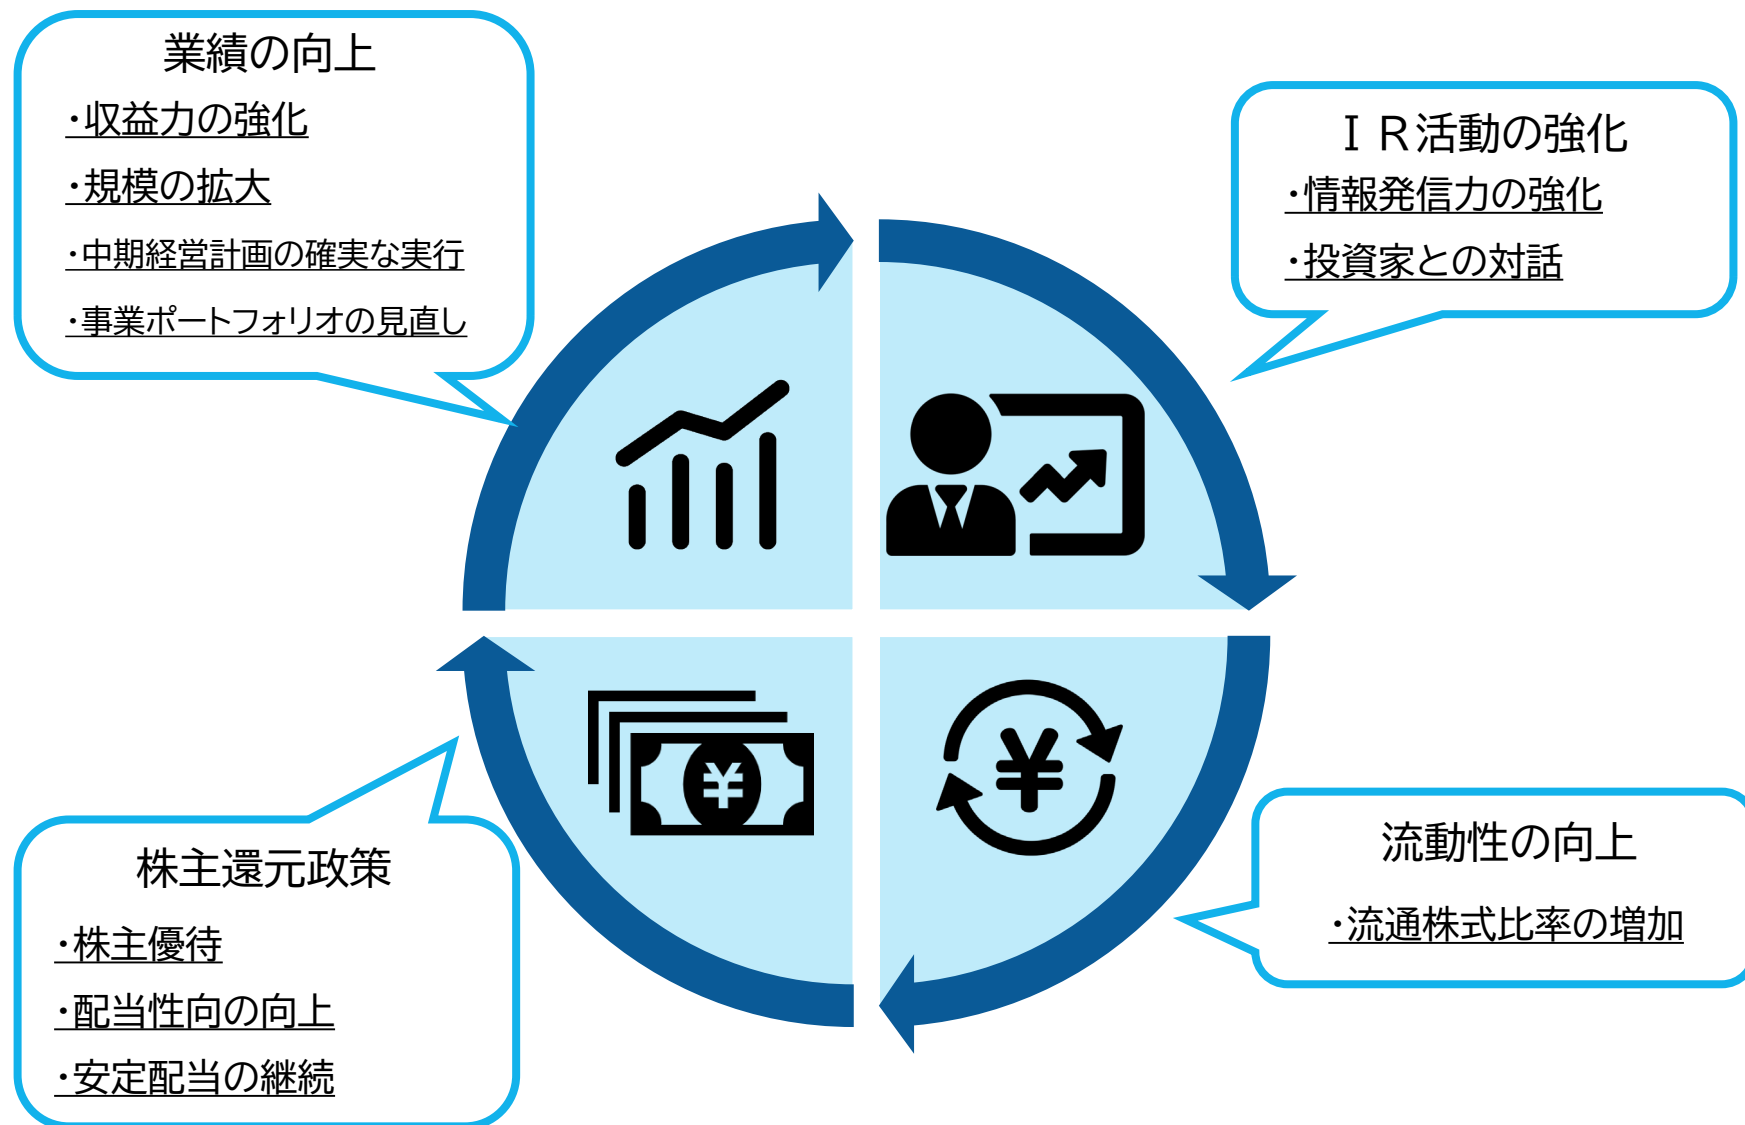 業績の向上
・収益力の強化
・規模の拡大
・中期経営計画の確実な実行
・事業ポートフォリオの見直し
ＩＲ活動の強化
・情報発信力の強化
・投資家との対話
株主還元政策
・株主優待
・配当性向の向上
・安定配当の継続
流動性の向上
・流通株式比率の増加
¥
¥